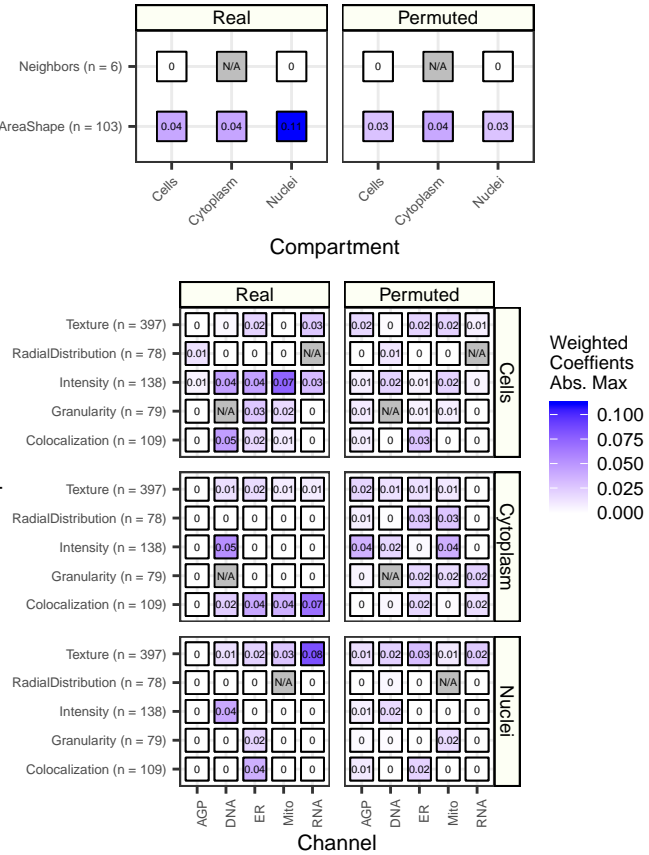 Real Permuted
Neighbors (n = 6) 0 N/A 0 0 N/A 0
AreaShape (n = 103) 0.04 0.04 0.11 0.03 0.04 0.03
Cells Cytoplasm Nuclei Cells Cytoplasm Nuclei
Compartment
Real Permuted
Texture (n = 397) 0 0 0.02 0 0.03 0.02 0 0.02 0.02 0.01
RadialDistribution (n = 78) 0.01 0 0 0 N/A 0 0.01 0 0 N/A
Intensity (n = 138) 0.01 0.04 0.04 0.07 0.03 0.01 0.02 0.01 0.02 0
Granularity (n = 79) 0 N/A 0.03 0.02 0 0.01 N/A 0.01 0.01 0
Colocalization (n = 109) 0 0.05 0.02 0.01 0 0.01 0 0.03 0 0
Cells
Texture (n = 397) 0 0.01 0.02 0.01 0.01 0.02 0.01 0.01 0.01 0
RadialDistribution (n = 78) 0 0 0 0 0 0.01 0 0.03 0.03 0
Intensity (n = 138) 0 0.05 0 0 0 0.04 0.02 0 0.04 0
Granularity (n = 79) 0 N/A 0 0 0 0 N/A 0.02 0.02 0.02
Colocalization (n = 109) 0 0.02 0.04 0.04 0.07 0 0 0.02 0 0.02
Cytoplasm
Texture (n = 397) 0 0.01 0.02 0.03 0.08 0.01 0.02 0.03 0.01 0.02
RadialDistribution (n = 78) 0 0 0 N/A 0 0 0 0 N/A 0
Intensity (n = 138) 0 0.04 0 0 0 0.01 0.02 0 0 0
Granularity (n = 79) 0 0 0.02 0 0 0 0 0 0.02 0
Colocalization (n = 109) 0 0 0.04 0 0 0.01 0 0.02 0 0
Nuclei
AGP DNA ER Mito RNA AGP DNA ER Mito RNA
Channel
Weighted
Coeffients
Abs. Max
0.100
0.075
0.050
0.025
0.000